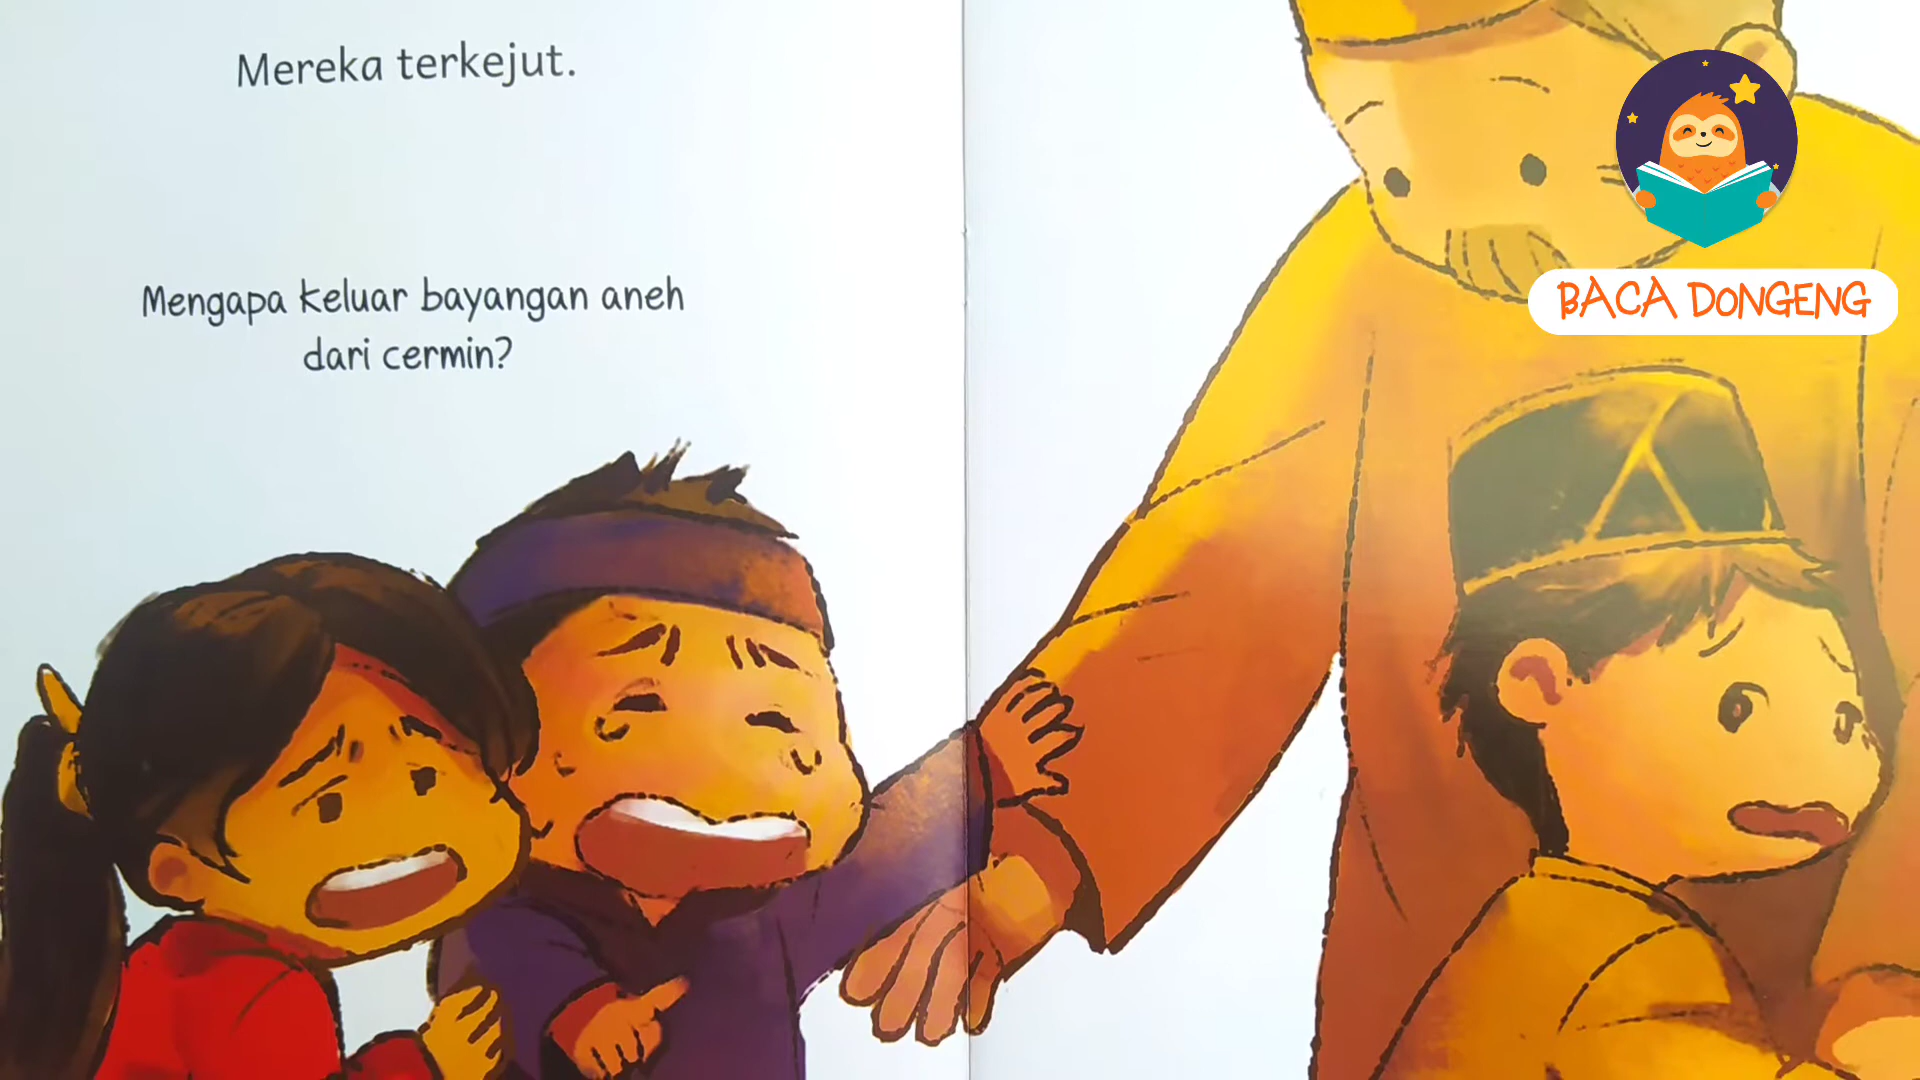 Mereka terkejut.
Mengapa keluar bayangan aneh
dari cermin?
BACA DONGENG